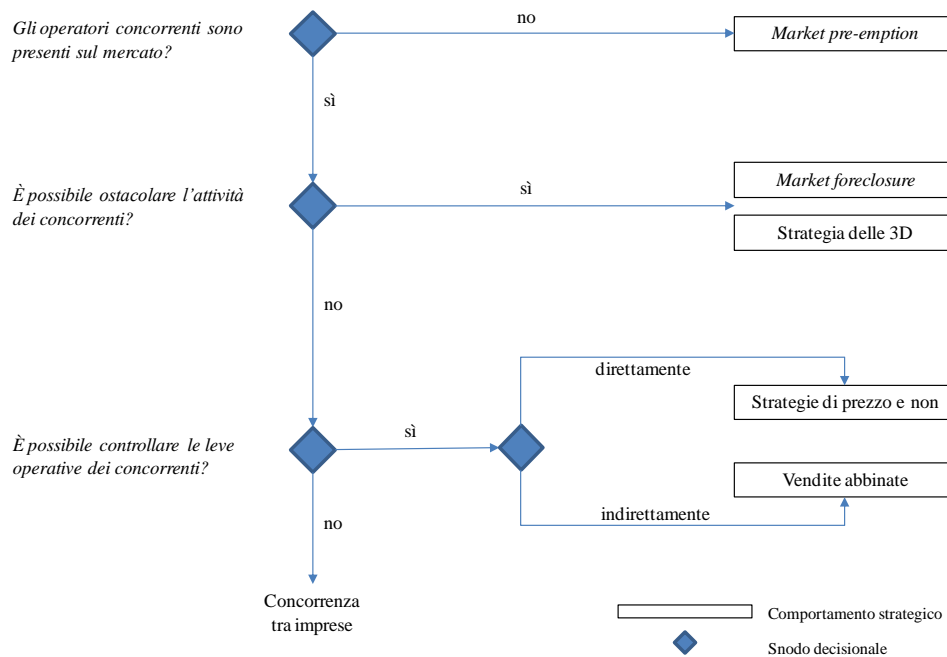 Gli operatori concorrenti sono
presenti sul mercato?
no
Market pre-emption
sì
È possibile ostacolare l’attività
dei concorrenti?
sì
Market foreclosure
Strategia delle 3D
no
direttamente
Strategie di prezzo e non
È possibile controllare le leve
operative dei concorrenti?
sì
Vendite abbinate
no
indirettamente
Concorrenza
tra imprese
Comportamento strategico
Snodo decisionale